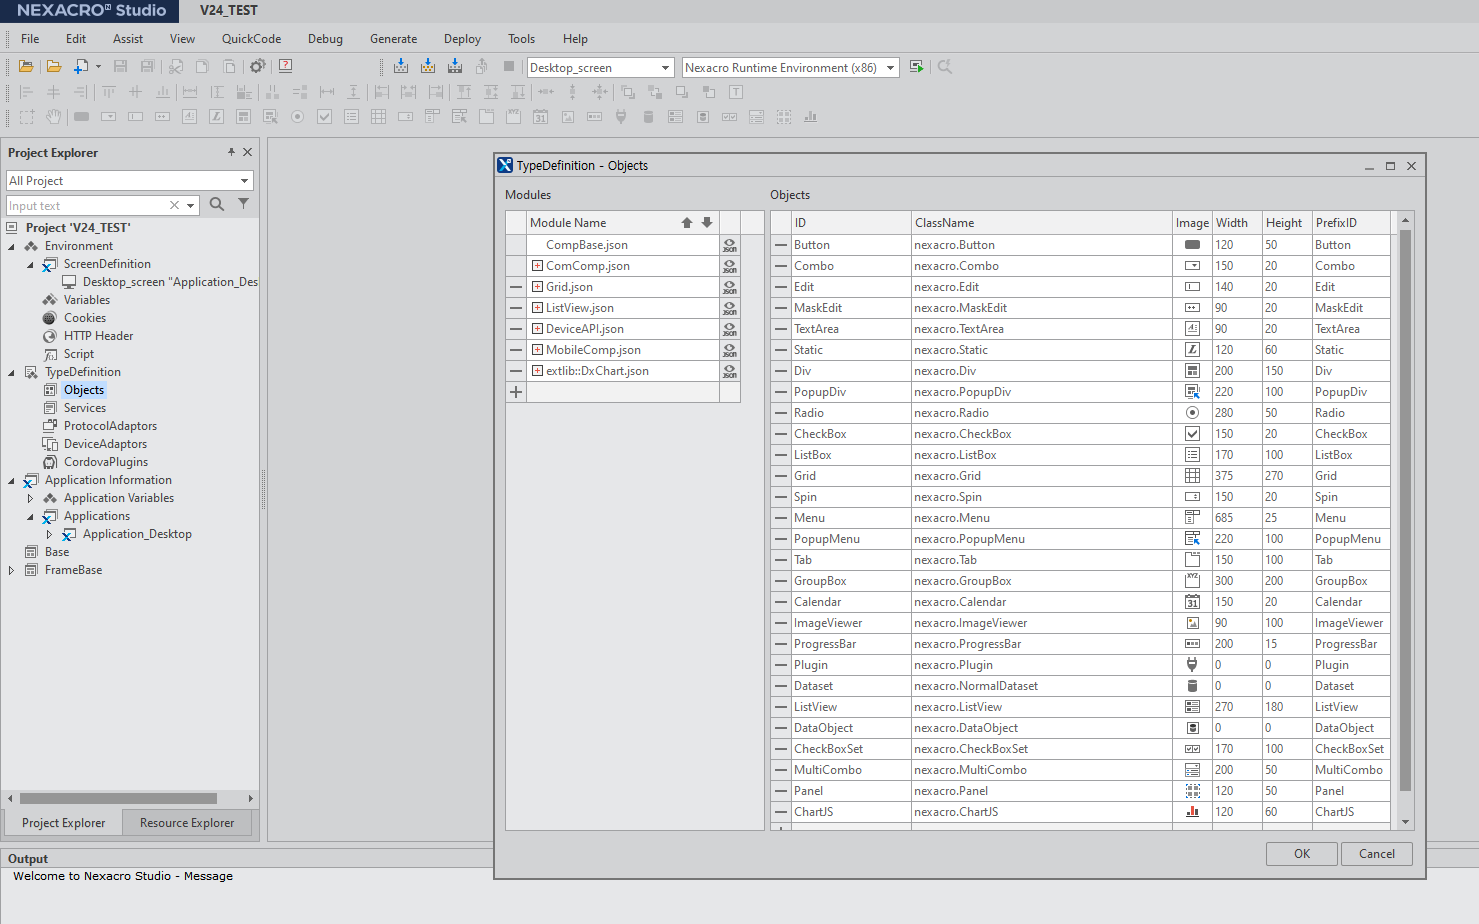 NEXACRO N Studio V24_TEST
File Edit Assist View QuickCode Debug Generate Deploy Tools Help
Desktop_screen Nexacro Runtime Environment (x86)
Project Explorer
All Project
Input text
Project 'V24_TEST'
Environment
ScreenDefinition
Desktop_screen "Application_Des
Variables
Cookies
HTTP Header
Script
TypeDefinition
Objects
Services
ProtocolAdaptors
DeviceAdaptors
CordovaPlugins
Application Information
Application Variables
Applications
Application_Desktop
Base
FrameBase
Project Explorer Resource Explorer
Output
Welcome to Nexacro Studio - Message
TypeDefinition - Objects
Modules
Module Name
CompBase.json JSON
ComComp.json JSON
Grid.json JSON
ListView.json JSON
DeviceAPI.json JSON
MobileComp.json JSON
extlib::DxChart.json JSON
Objects
ID ClassName Image Width Height PrefixID
Button nexacro.Button 120 50 Button
Combo nexacro.Combo 150 20 Combo
Edit nexacro.Edit 140 20 Edit
MaskEdit nexacro.MaskEdit 90 20 MaskEdit
TextArea nexacro.TextArea 90 20 TextArea
Static nexacro.Static 120 60 Static
Div nexacro.Div 200 150 Div
PopupDiv nexacro.PopupDiv 220 100 PopupDiv
Radio nexacro.Radio 280 50 Radio
CheckBox nexacro.CheckBox 150 20 CheckBox
ListBox nexacro.ListBox 170 100 ListBox
Grid nexacro.Grid 375 270 Grid
Spin nexacro.Spin 150 20 Spin
Menu nexacro.Menu 685 25 Menu
PopupMenu nexacro.PopupMenu 220 100 PopupMenu
Tab nexacro.Tab 150 100 Tab
GroupBox nexacro.GroupBox XYZ 300 200 GroupBox
Calendar nexacro.Calendar 31 150 20 Calendar
ImageViewer nexacro.ImageViewer 90 100 ImageViewer
ProgressBar nexacro.ProgressBar 200 15 ProgressBar
Plugin nexacro.Plugin 0 0 Plugin
Dataset nexacro.NormalDataset 0 0 Dataset
ListView nexacro.ListView 270 180 ListView
DataObject nexacro.DataObject 0 0 DataObject
CheckBoxSet nexacro.CheckBoxSet 170 100 CheckBoxSet
MultiCombo nexacro.MultiCombo 200 50 MultiCombo
Panel nexacro.Panel 120 50 Panel
ChartJS nexacro.ChartJS 120 60 ChartJS
OK Cancel